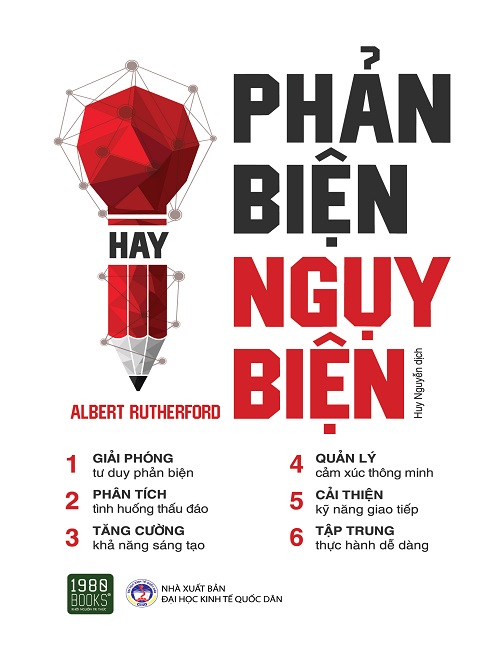 PHẢN
BIỆN
HAY
NGỤY
BIỆN
Huy Nguyễn dịch
ALBERT RUTHERFORD
1 GIẢI PHÓNG
tư duy phản biện
2 PHÂN TÍCH
tình huống thấu đáo
3 TĂNG CƯỜNG
khả năng sáng tạo
4 QUẢN LÝ
cảm xúc thông minh
5 CẢI THIỆN
kỹ năng giao tiếp
6 TẬP TRUNG
thực hành dễ dàng
1980
BOOKS
NHÀ XUẤT BẢN
ĐẠI HỌC KINH TẾ QUỐC DÂN